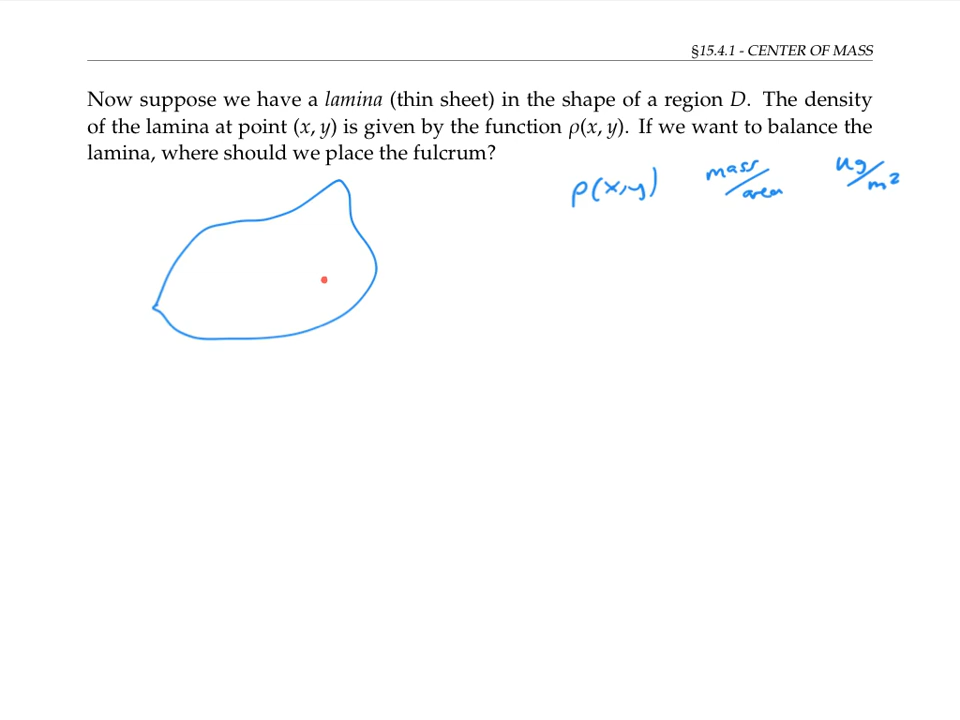 §15.4.1 - CENTER OF MASS
Now suppose we have a lamina (thin sheet) in the shape of a region D. The density
of the lamina at point (x, y) is given by the function ρ(x, y). If we want to balance the
lamina, where should we place the fulcrum?
ρ(x,y) mass/area kg/m²